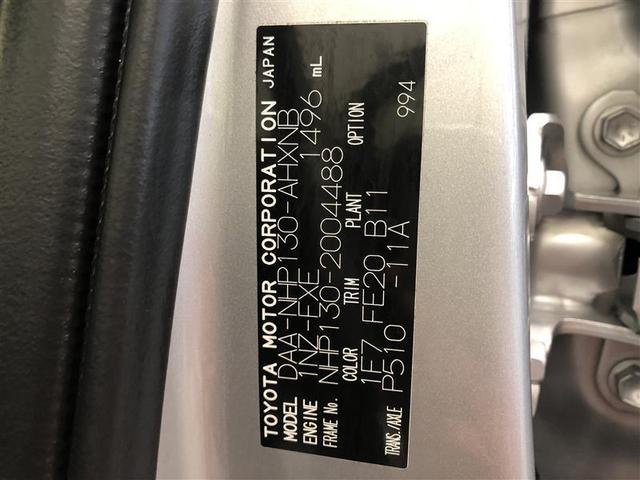 TOYOTA MOTOR CORPORATION JAPAN
MODEL DAA-NHP130-AHXNB
ENGINE 1NZ-FXE 1496 mL
FRAME No. NHP130-2004488
COLOR TRIM PLANT OPTION
1F7 FE20 B11
TRANS./AXLE P510 -11A 994